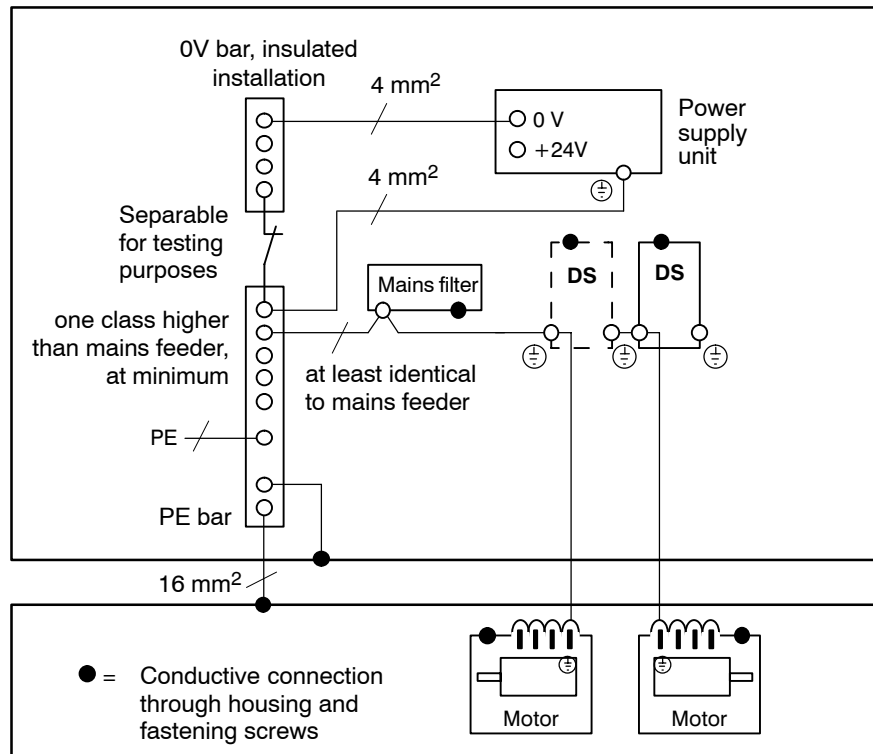 0V bar, insulated
installation
4 mm²
0 V
+24V
Power
supply
unit
4 mm²
Separable
for testing
purposes
Mains filter
DS
DS
one class higher
than mains feeder,
at minimum
at least identical
to mains feeder
PE
PE bar
16 mm²
● = Conductive connection
through housing and
fastening screws
Motor
Motor